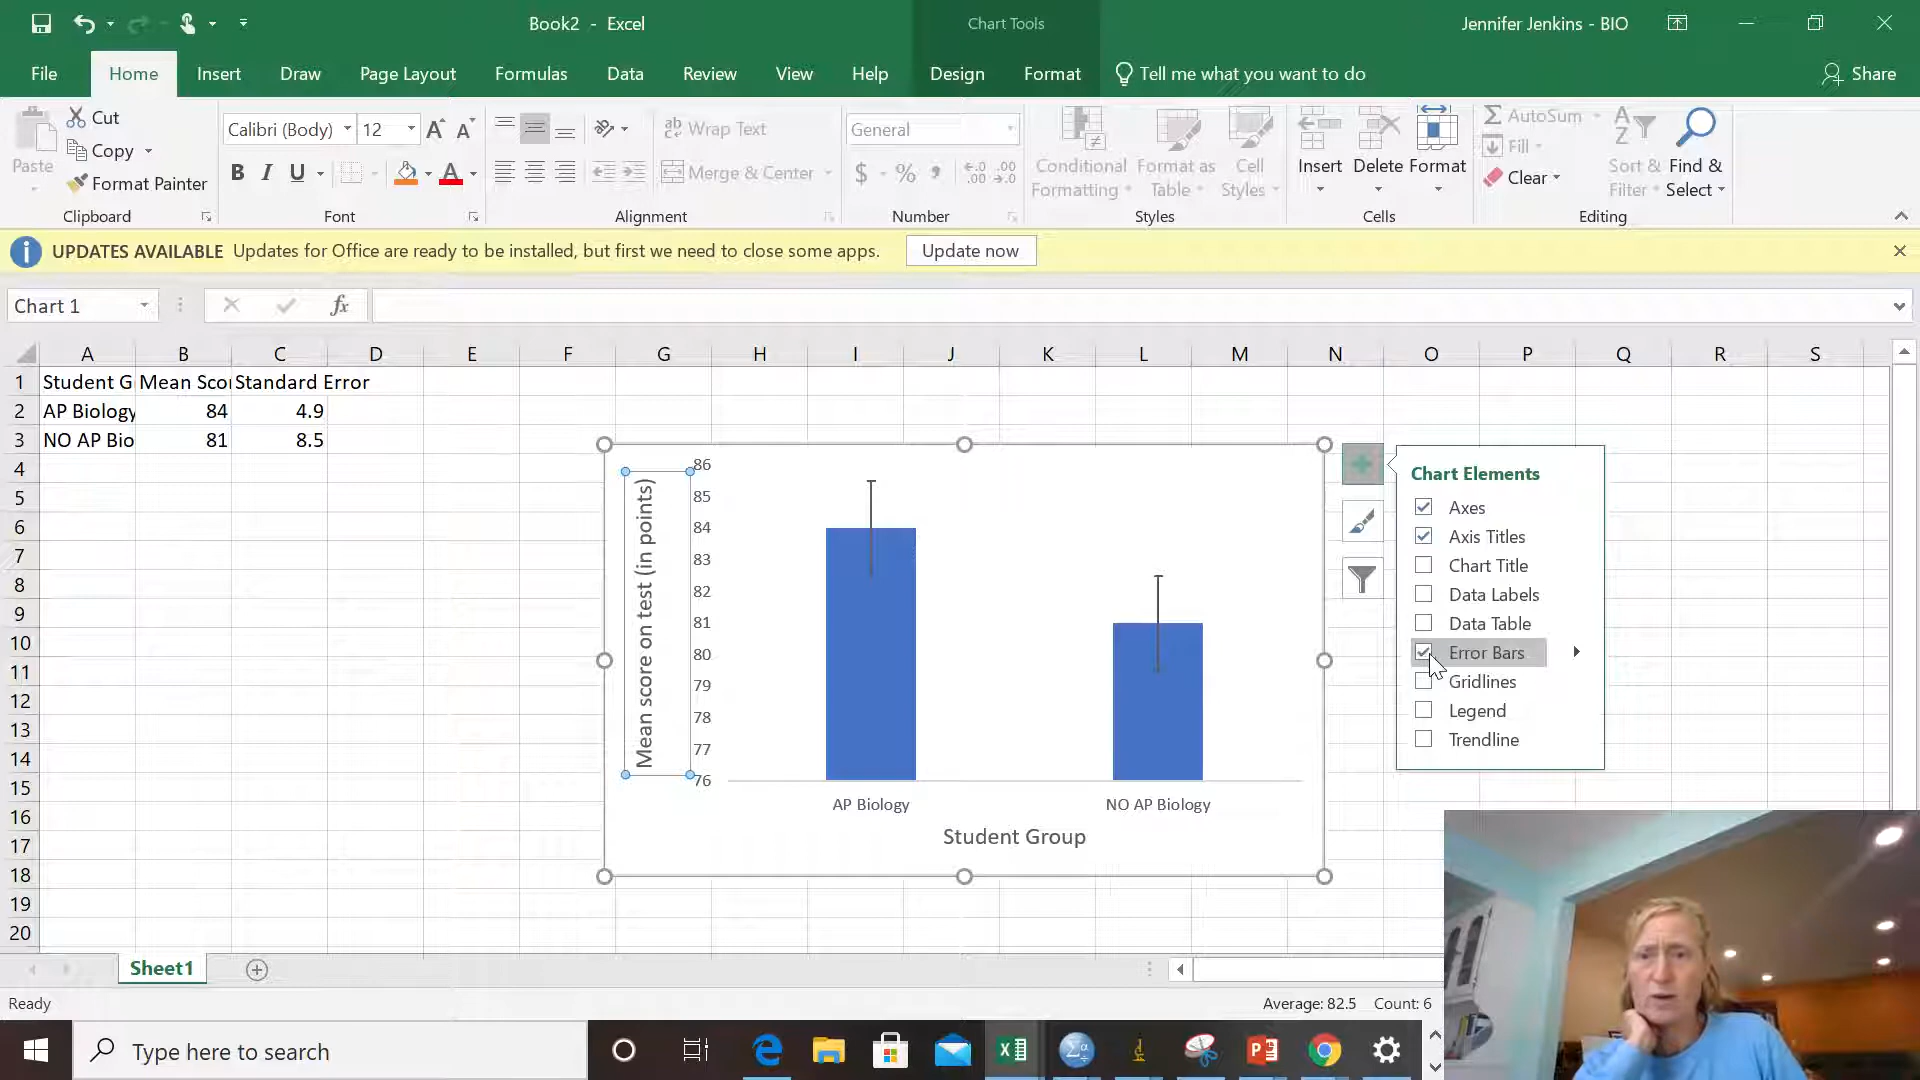 Book2 - Excel
Chart Tools
Jennifer Jenkins - BIO
File Home Insert Draw Page Layout Formulas Data Review View Help Design Format Tell me what you want to do Share
Paste
Cut
Copy
Format Painter
Clipboard
Calibri (Body) 12
B I U
Font
Wrap Text
Merge & Center
Alignment
General
$ % ,
Number
Conditional Formatting
Format as Table
Cell Styles
Styles
Insert Delete Format
Cells
AutoSum
Fill
Clear
Sort & Filter
Find & Select
Editing
UPDATES AVAILABLE Updates for Office are ready to be installed, but first we need to close some apps. Update now
Chart 1
fx
A B C D E F G H I J K L M N O P Q R S
1 Student G Mean Scor Standard Error
2 AP Biology 84 4.9
3 NO AP Bio 81 8.5
4
5
6
7
8
9
10
11
12
13
14
15
16
17
18
19
20
Mean score on test (in points)
86
85
84
83
82
81
80
79
78
77
76
AP Biology NO AP Biology
Student Group
Chart Elements
Axes
Axis Titles
Chart Title
Data Labels
Data Table
Error Bars
Gridlines
Legend
Trendline
Sheet1
Ready
Average: 82.5 Count: 6
Type here to search